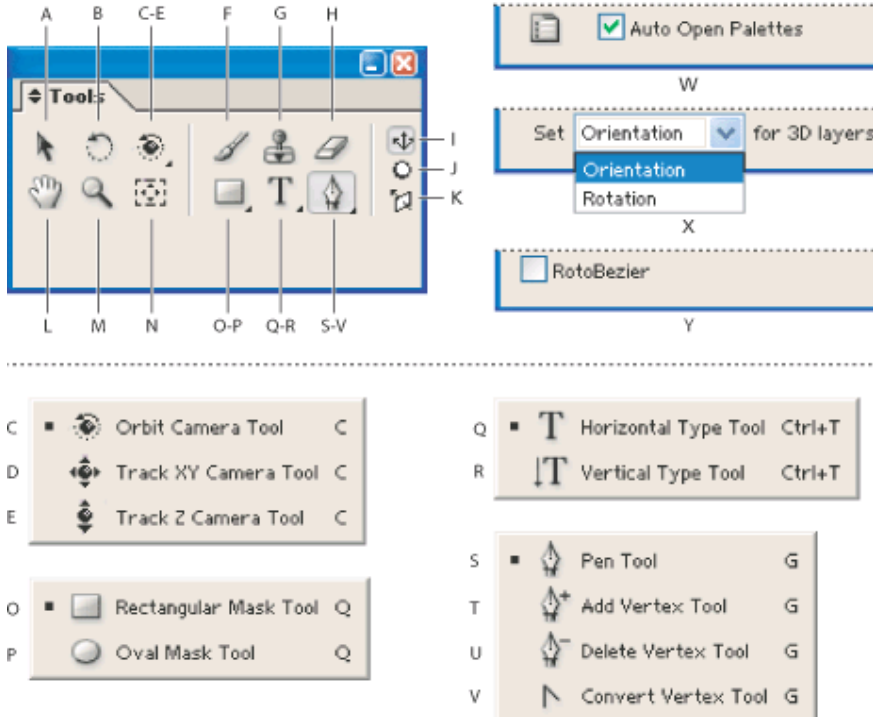 A B C-E F G H
Tools
I
J
K
L M N O-P Q-R S-V
Auto Open Palettes
W
Set Orientation for 3D layers
Orientation
Rotation
X
RotoBezier
Y
C Orbit Camera Tool C
D Track XY Camera Tool C
E Track Z Camera Tool C
O Rectangular Mask Tool Q
P Oval Mask Tool Q
Q T Horizontal Type Tool Ctrl+T
R T Vertical Type Tool Ctrl+T
S Pen Tool G
T Add Vertex Tool G
U Delete Vertex Tool G
V Convert Vertex Tool G